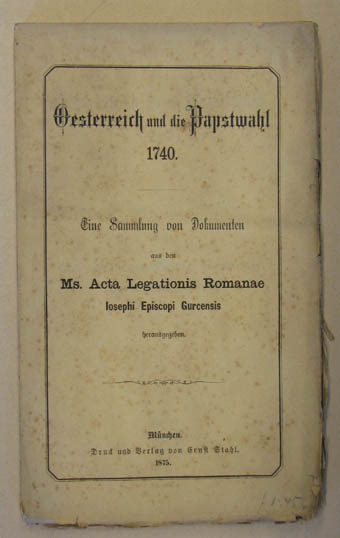 Oesterreich und die Papstwahl
1740.
Eine Sammlung von Dokumenten
aus den
Ms. Acta Legationis Romanae
Iosephi Episcopi Gurcensis
herausgegeben.
München.
Druck und Verlag von Ernst Stahl.
1875.